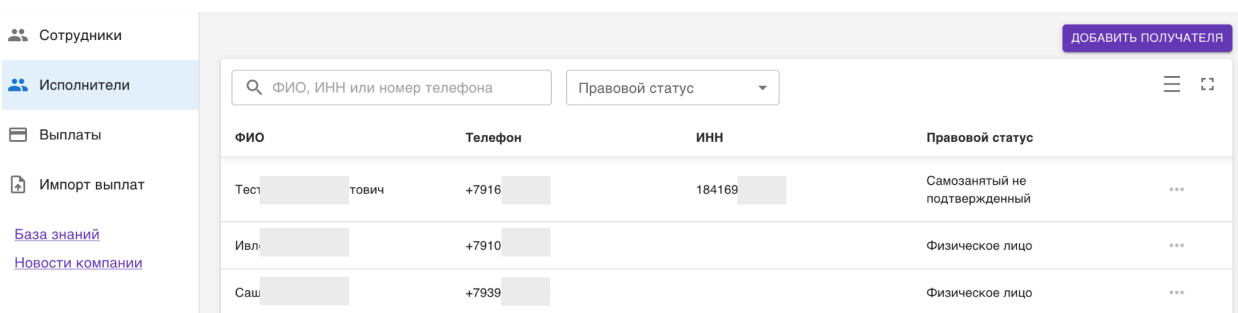 Сотрудники
Исполнители
Выплаты
Импорт выплат
База знаний
Новости компании
ДОБАВИТЬ ПОЛУЧАТЕЛЯ
ФИО, ИНН или номер телефона
Правовой статус
ФИО Телефон ИНН Правовой статус
Тест тович +7916 184169 Самозанятый не
подтвержденный
Ивл +7910 Физическое лицо
Саш +7939 Физическое лицо